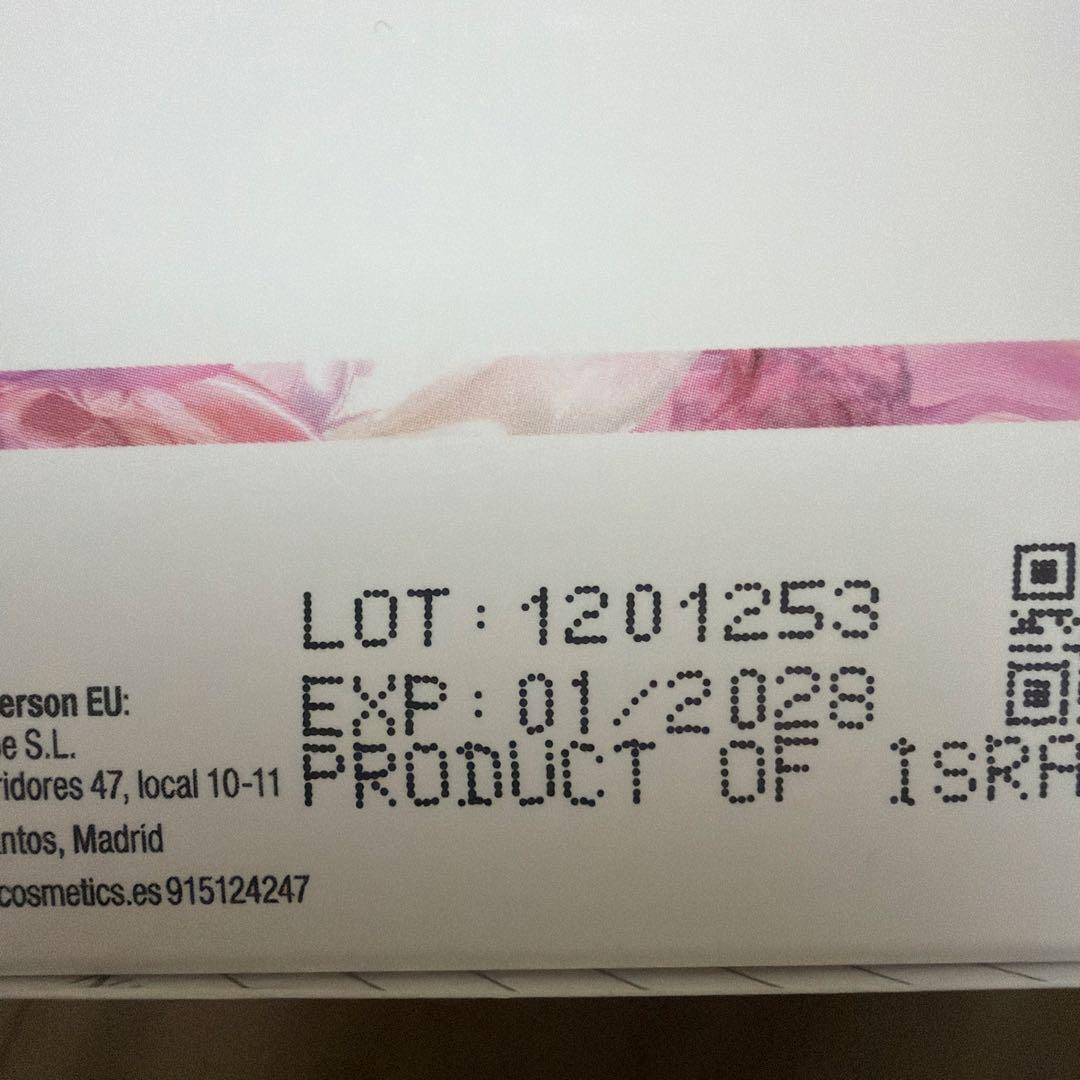 erson EU:
e S.L.
ridores 47, local 10-11
ntos, Madrid
cosmetics.es 915124247
LOT: 1201253
EXP: 01/2028
PRODUCT OF ISRA